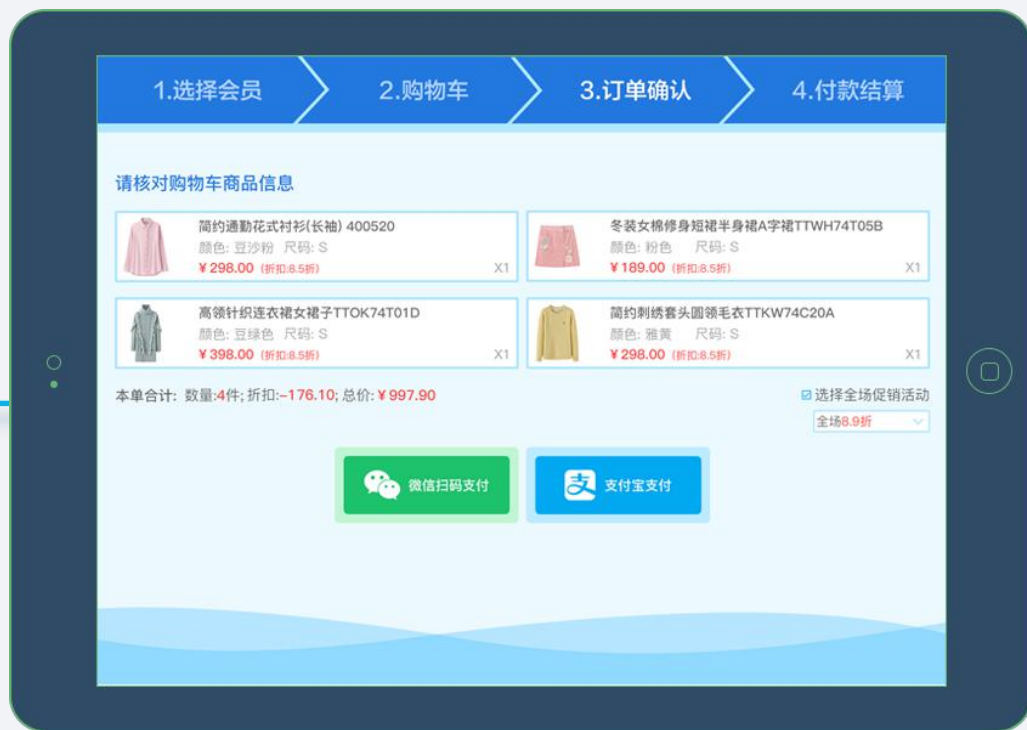 1.选择会员
2.购物车
3.订单确认
4.付款结算
请核对购物车商品信息
简约通勤花式衬衫(长袖) 400520
颜色: 豆沙粉 尺码: S
¥298.00 (折扣:8.5折)
X1
冬装女棉修身短裙半身裙A字裙TTWH74T05B
颜色: 粉色 尺码: S
¥189.00 (折扣:8.5折)
X1
高领针织连衣裙女裙子TTOK74T01D
颜色: 豆绿色 尺码: S
¥398.00 (折扣:8.5折)
X1
简约刺绣套头圆领毛衣TTKW74C20A
颜色: 雅黄 尺码: S
¥298.00 (折扣:8.5折)
X1
本单合计: 数量:4件; 折扣:–176.10; 总价:¥997.90
选择全场促销活动
全场8.9折
微信扫码支付
支 支付宝支付